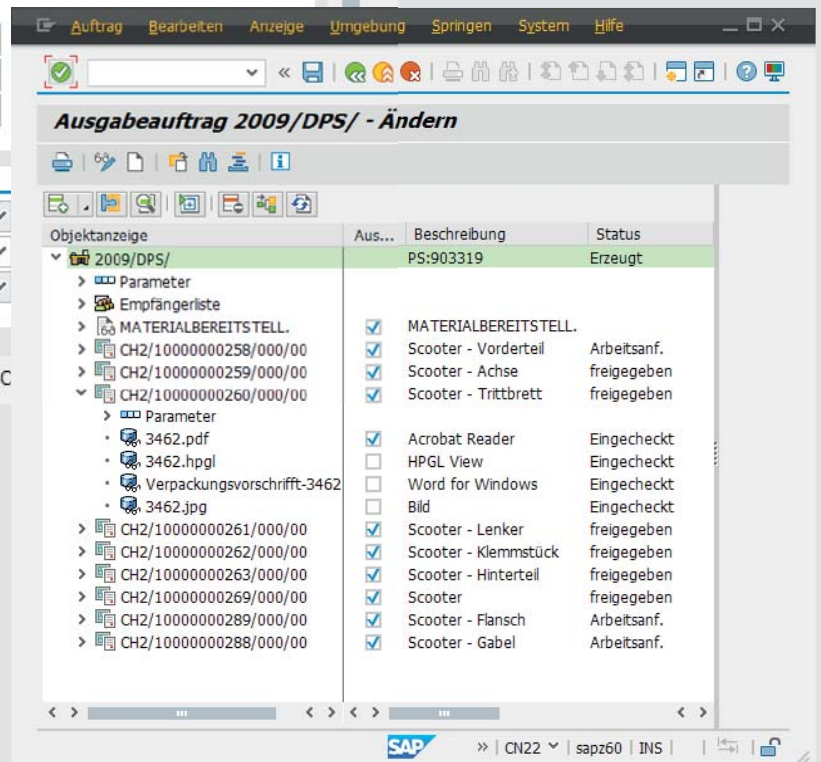 Auftrag Bearbeiten Anzeige Umgebung Springen System Hilfe
Ausgabeauftrag 2009/DPS/ - Ändern
Objektanzeige Aus... Beschreibung Status
2009/DPS/ PS:903319 Erzeugt
Parameter
Empfängerliste
MATERIALBEREITSTELL. MATERIALBEREITSTELL.
CH2/10000000258/000/00 Scooter - Vorderteil Arbeitsanf.
CH2/10000000259/000/00 Scooter - Achse freigegeben
CH2/10000000260/000/00 Scooter - Trittbrett freigegeben
Parameter
3462.pdf Acrobat Reader Eingecheckt
3462.hpgl HPGL View Eingecheckt
Verpackungsvorschrifft-3462 Word for Windows Eingecheckt
3462.jpg Bild Eingecheckt
CH2/10000000261/000/00 Scooter - Lenker freigegeben
CH2/10000000262/000/00 Scooter - Klemmstück freigegeben
CH2/10000000263/000/00 Scooter - Hinterteil freigegeben
CH2/10000000269/000/00 Scooter freigegeben
CH2/10000000289/000/00 Scooter - Flansch Arbeitsanf.
CH2/10000000288/000/00 Scooter - Gabel Arbeitsanf.
SAP » | CN22 | sapz60 | INS |